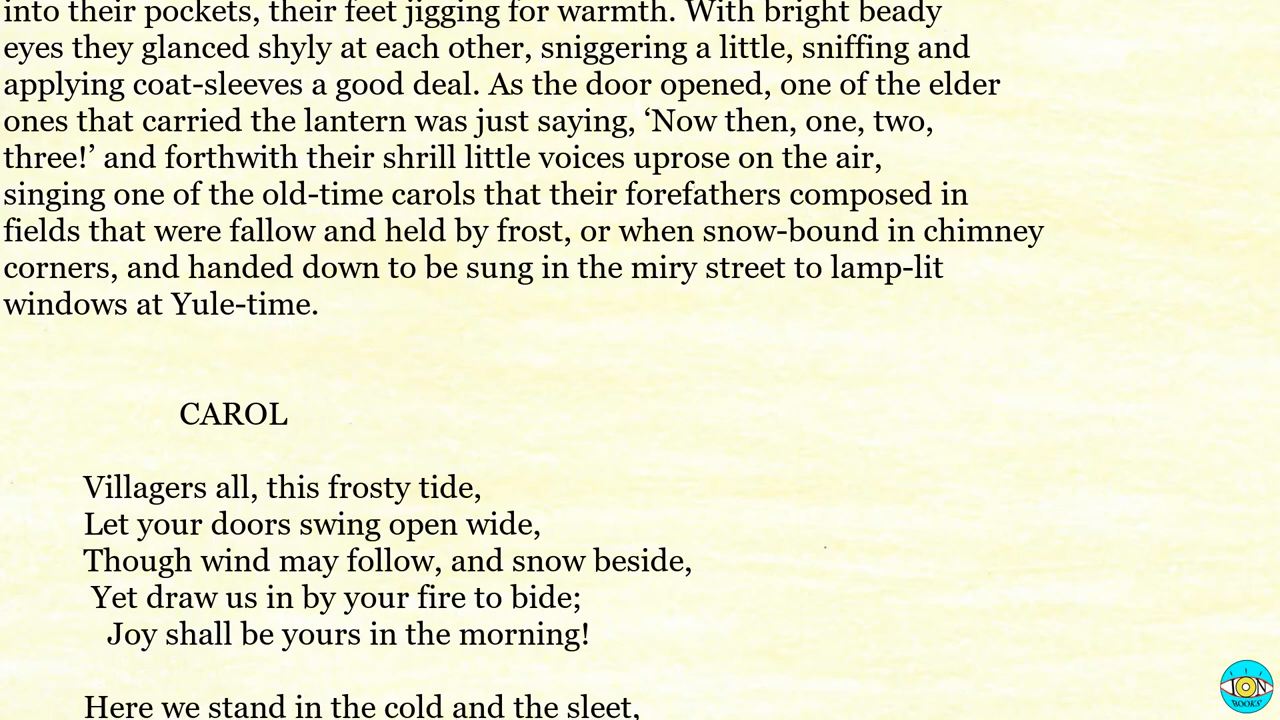 into their pockets, their feet jigging for warmth. With bright beady
eyes they glanced shyly at each other, sniggering a little, sniffing and
applying coat-sleeves a good deal. As the door opened, one of the elder
ones that carried the lantern was just saying, ‘Now then, one, two,
three!’ and forthwith their shrill little voices uprose on the air,
singing one of the old-time carols that their forefathers composed in
fields that were fallow and held by frost, or when snow-bound in chimney
corners, and handed down to be sung in the miry street to lamp-lit
windows at Yule-time.
CAROL
Villagers all, this frosty tide,
Let your doors swing open wide,
Though wind may follow, and snow beside,
Yet draw us in by your fire to bide;
Joy shall be yours in the morning!
Here we stand in the cold and the sleet,
ION
BOOKS